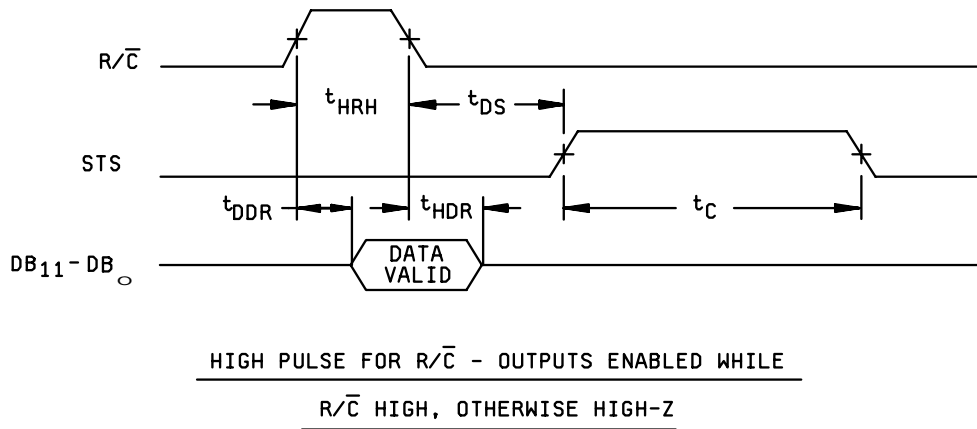 R/C̅
t_HRH
t_DS
STS
t_DDR
t_HDR
t_C
DB₁₁-DB₀
DATA
VALID
HIGH PULSE FOR R/C̅ - OUTPUTS ENABLED WHILE
R/C̅ HIGH, OTHERWISE HIGH-Z